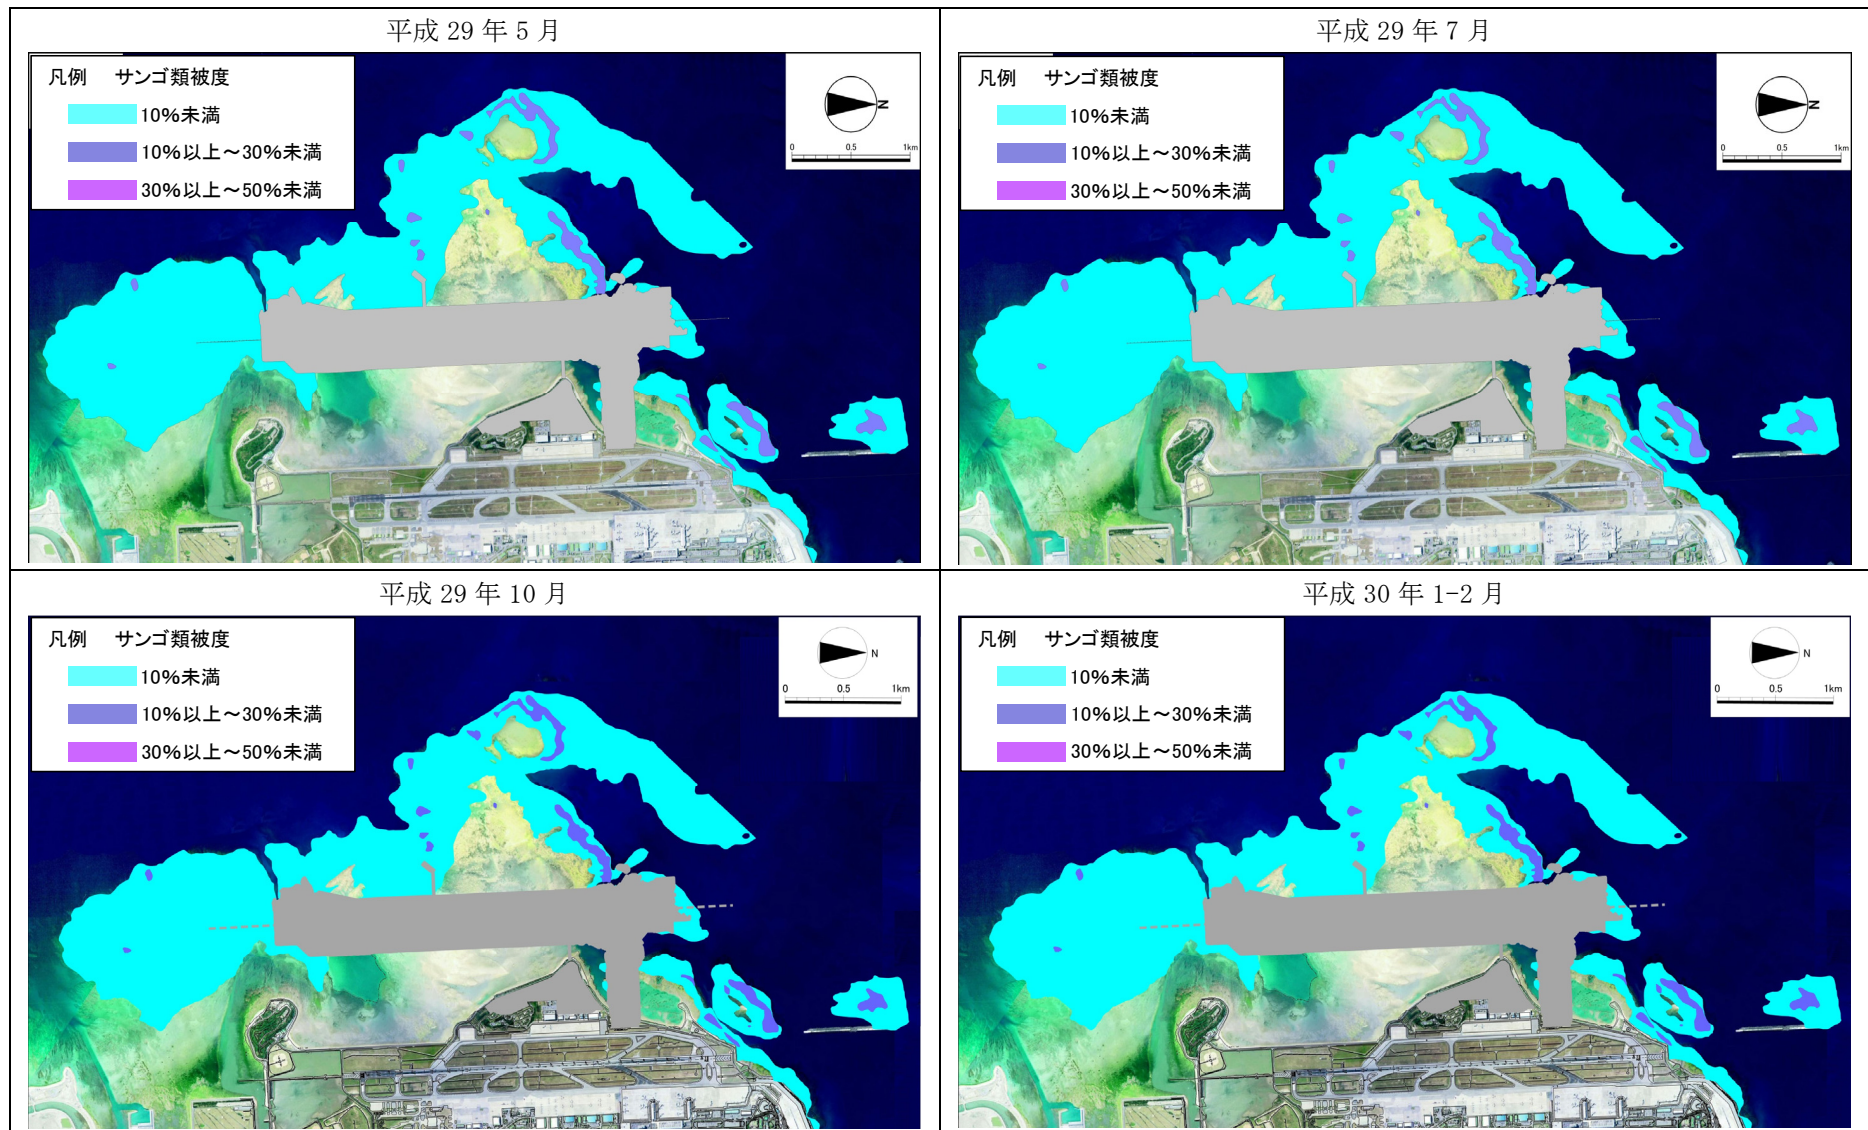 平成 29 年 5 月
凡例 サンゴ類被度
10%未満
10%以上～30%未満
30%以上～50%未満
N
0 0.5 1km
平成 29 年 7 月
凡例 サンゴ類被度
10%未満
10%以上～30%未満
30%以上～50%未満
N
0 0.5 1km
平成 29 年 10 月
凡例 サンゴ類被度
10%未満
10%以上～30%未満
30%以上～50%未満
N
0 0.5 1km
平成 30 年 1-2 月
凡例 サンゴ類被度
10%未満
10%以上～30%未満
30%以上～50%未満
N
0 0.5 1km